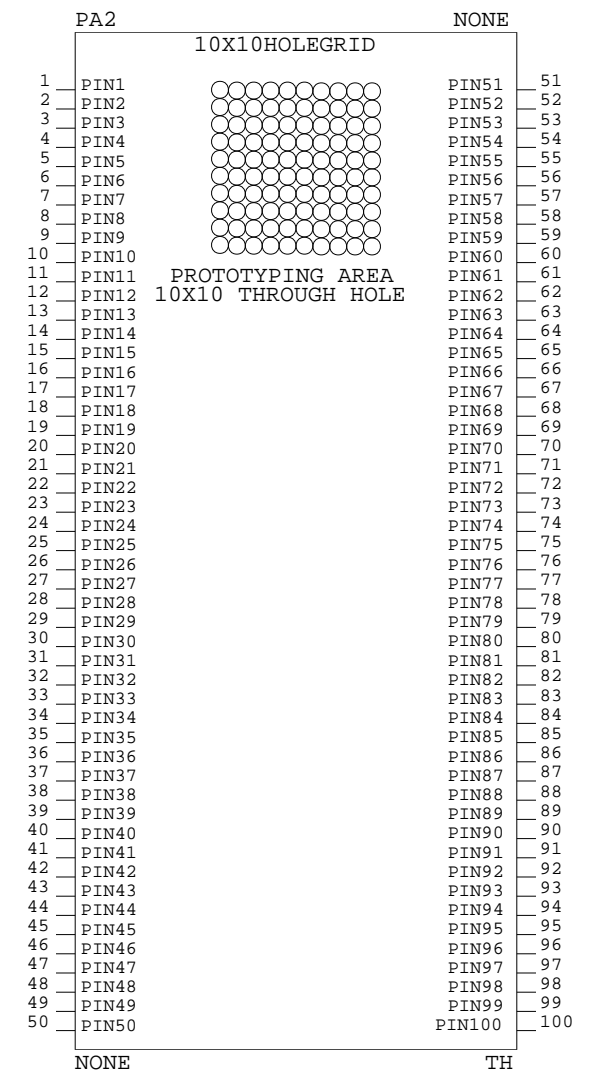 PA2 NONE
10X10HOLEGRID
1 PIN1 PIN51 51
2 PIN2 PIN52 52
3 PIN3 PIN53 53
4 PIN4 PIN54 54
5 PIN5 PIN55 55
6 PIN6 PIN56 56
7 PIN7 PIN57 57
8 PIN8 PIN58 58
9 PIN9 PIN59 59
10 PIN10 PIN60 60
11 PIN11 PROTOTYPING AREA PIN61 61
12 PIN12 10X10 THROUGH HOLE PIN62 62
13 PIN13 PIN63 63
14 PIN14 PIN64 64
15 PIN15 PIN65 65
16 PIN16 PIN66 66
17 PIN17 PIN67 67
18 PIN18 PIN68 68
19 PIN19 PIN69 69
20 PIN20 PIN70 70
21 PIN21 PIN71 71
22 PIN22 PIN72 72
23 PIN23 PIN73 73
24 PIN24 PIN74 74
25 PIN25 PIN75 75
26 PIN26 PIN76 76
27 PIN27 PIN77 77
28 PIN28 PIN78 78
29 PIN29 PIN79 79
30 PIN30 PIN80 80
31 PIN31 PIN81 81
32 PIN32 PIN82 82
33 PIN33 PIN83 83
34 PIN34 PIN84 84
35 PIN35 PIN85 85
36 PIN36 PIN86 86
37 PIN37 PIN87 87
38 PIN38 PIN88 88
39 PIN39 PIN89 89
40 PIN40 PIN90 90
41 PIN41 PIN91 91
42 PIN42 PIN92 92
43 PIN43 PIN93 93
44 PIN44 PIN94 94
45 PIN45 PIN95 95
46 PIN46 PIN96 96
47 PIN47 PIN97 97
48 PIN48 PIN98 98
49 PIN49 PIN99 99
50 PIN50 PIN100 100
NONE TH